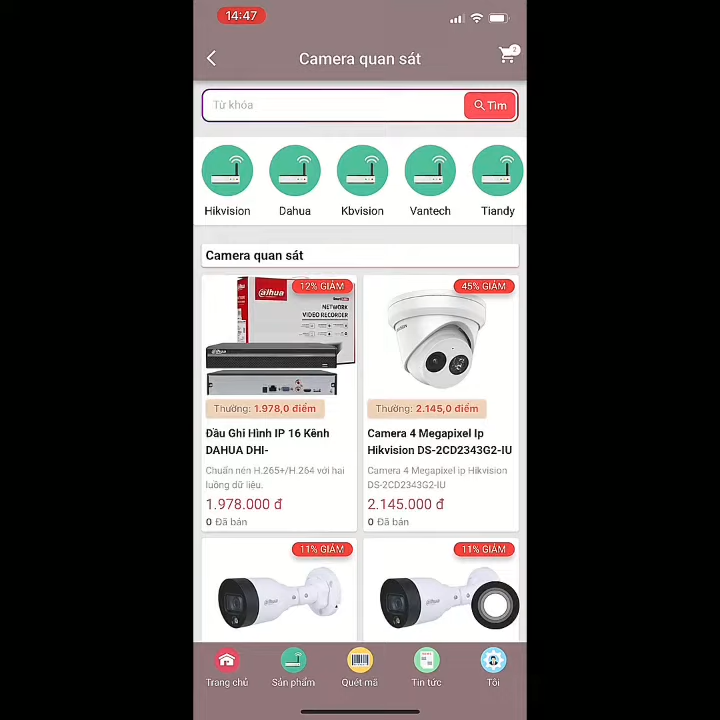 14:47
Camera quan sát
2
Từ khóa
Tìm
Hikvision
Dahua
Kbvision
Vantech
Tiandy
Camera quan sát
12% GIẢM
alhua
NETWORK
VIDEO RECORDER
Thưởng: 1.978,0 điểm
Đầu Ghi Hình IP 16 Kênh
DAHUA DHI-
Chuẩn nén H.265+/H.264 với hai
luồng dữ liệu.
1.978.000 đ
0 Đã bán
45% GIẢM
Thưởng: 2.145,0 điểm
Camera 4 Megapixel Ip
Hikvision DS-2CD2343G2-IU
Camera 4 Megapixel ip Hikvision
DS-2CD2343G2-IU
2.145.000 đ
0 Đã bán
11% GIẢM
11% GIẢM
Trang chủ
Sản phẩm
Quét mã
Tin tức
Tôi